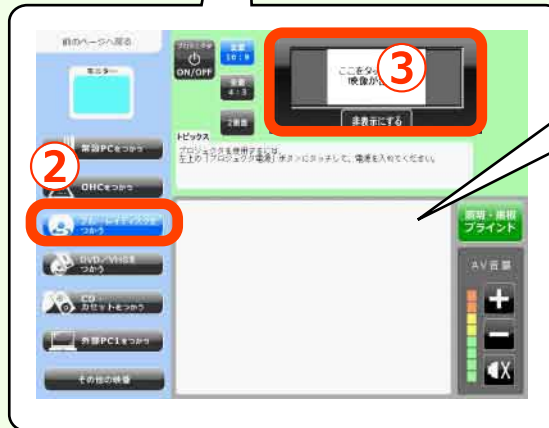 前のページへ戻る
モニター
常設PCをつかう
OHCをつかう
ブルーレイディスクを
つかう
DVD/VHSを
つかう
CD・
カセットをつかう
外部PC1をつかう
その他の映像
プロジェクタ
ON/OFF
全画
16:9
全画
4:3
2画面
ここをタッ
映像が
非表示にする
トピックス
プロジェクタを使用するには、
左上の「プロジェクタ電源」ボタンにタッチして、電源を入れてください。
照明・
ブラインド
AV音量
2
3